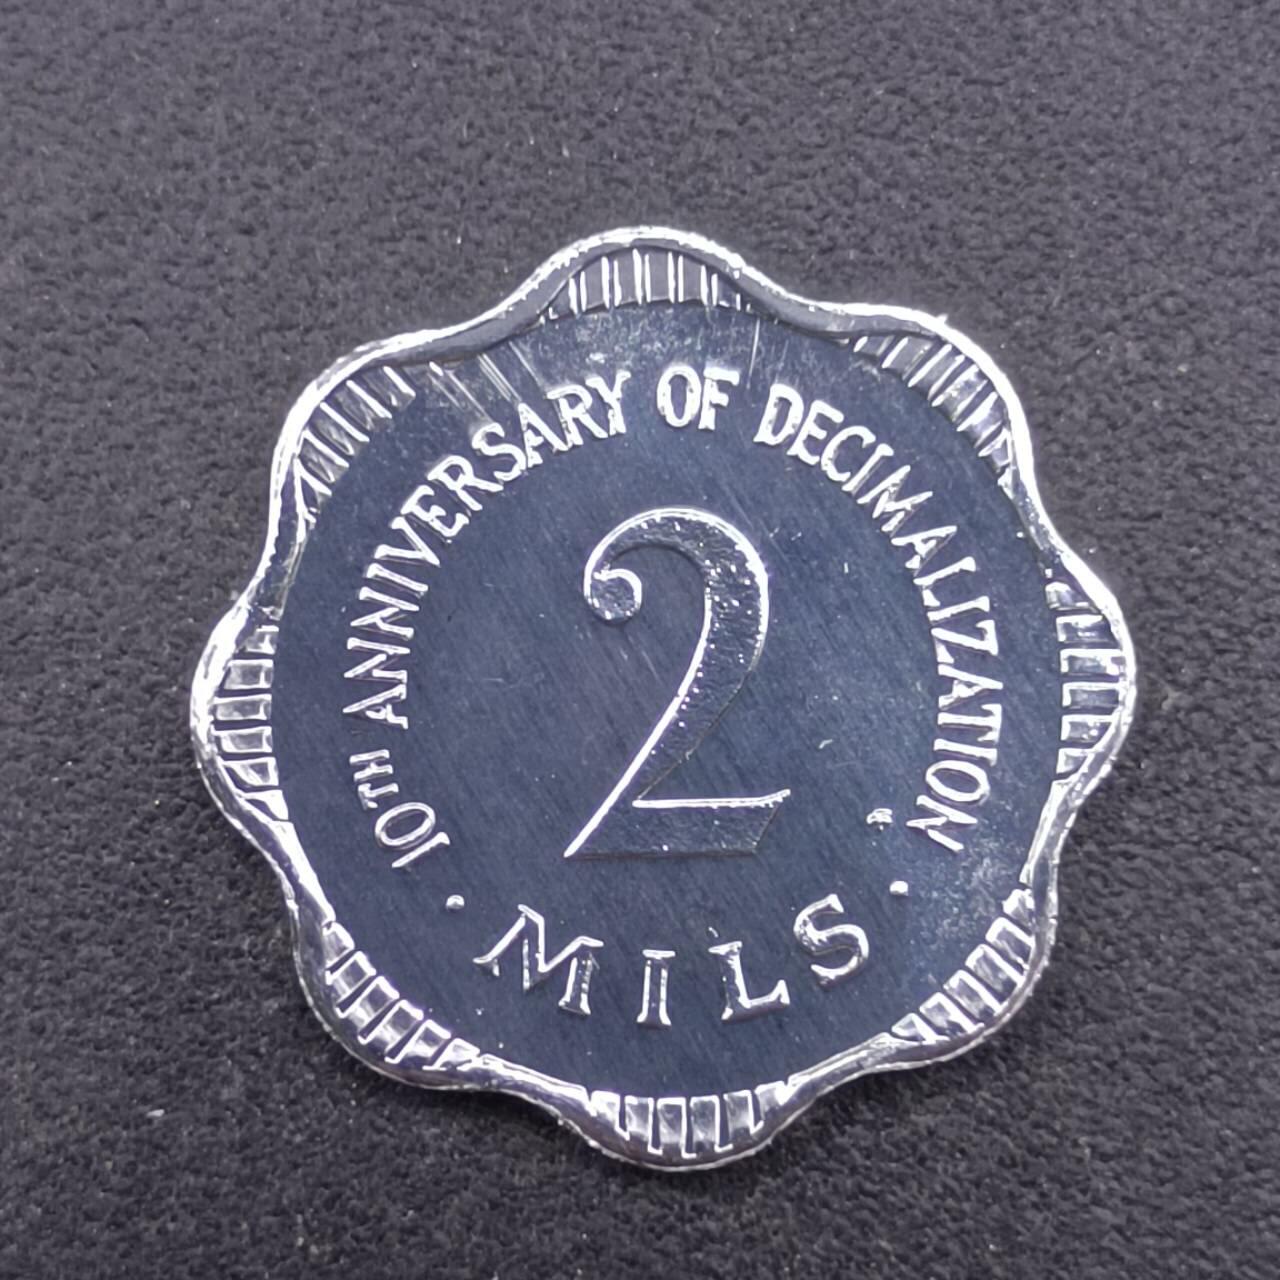 10TH ANNIVERSARY OF DECIMALIZATION
2
· MILS ·